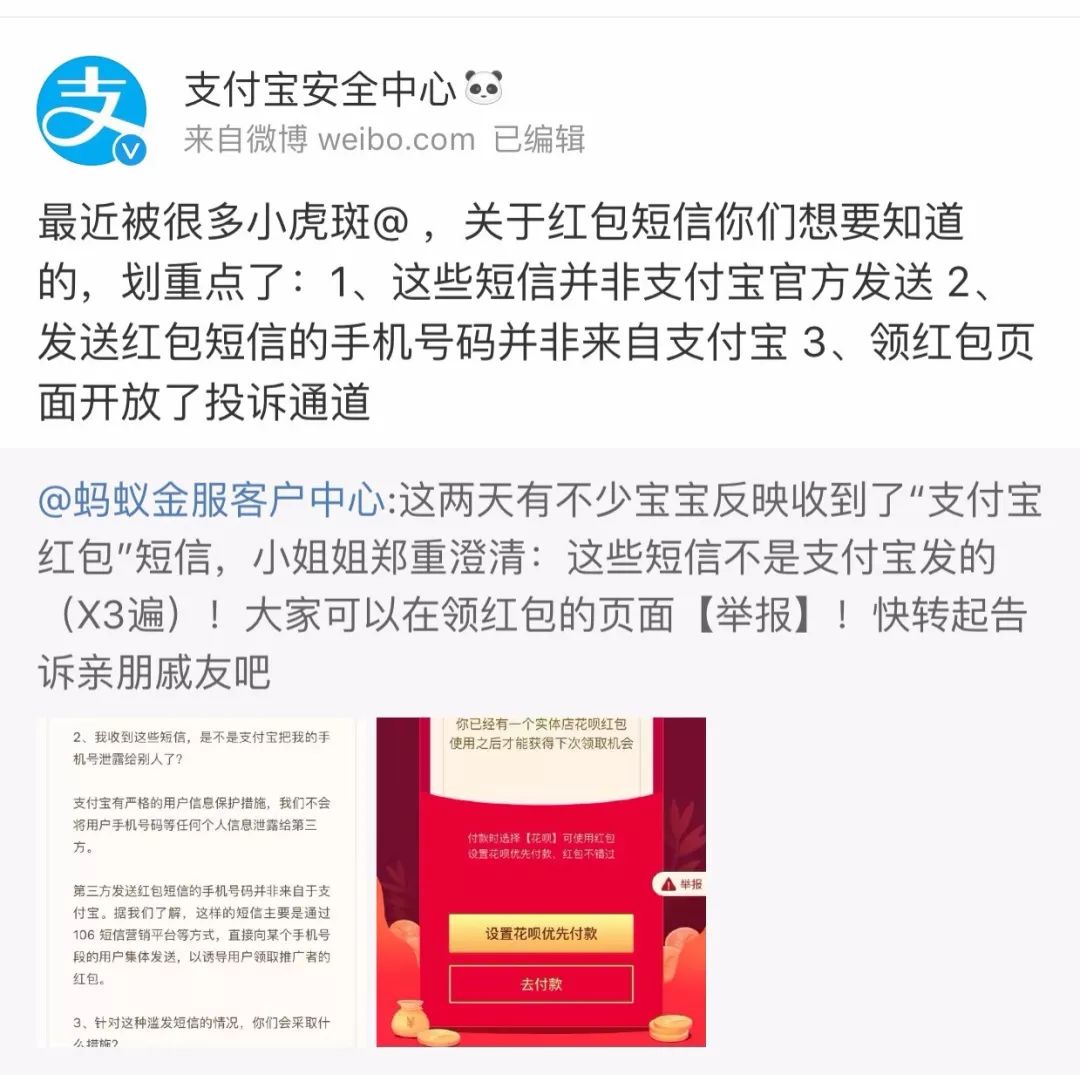 支付宝安全中心
来自微博 weibo.com 已编辑
最近被很多小虎斑@ ，关于红包短信你们想要知道
的，划重点了：1、这些短信并非支付宝官方发送 2、
发送红包短信的手机号码并非来自支付宝 3、领红包页
面开放了投诉通道
@蚂蚁金服客户中心:这两天有不少宝宝反映收到了“支付宝
红包”短信，小姐姐郑重澄清：这些短信不是支付宝发的
（X3遍）！大家可以在领红包的页面【举报】！快转起告
诉亲朋戚友吧
2、我收到这些短信，是不是支付宝把我的手
机号泄露给别人了？
支付宝有严格的用户信息保护措施，我们不会
将用户手机号码等任何个人信息泄露给第三
方。
第三方发送红包短信的手机号码并非来自于支
付宝。据我们了解，这样的短信主要是通过
106 短信营销平台等方式，直接向某个手机号
段的用户集体发送，以诱导用户领取推广者的
红包。
3、针对这种滥发短信的情况，你们会采取什
么措施？
你已经有一个实体店花呗红包
使用之后才能获得下次领取机会
付款时选择【花呗】可使用红包
设置花呗优先付款，红包不错过
举报
设置花呗优先付款
去付款